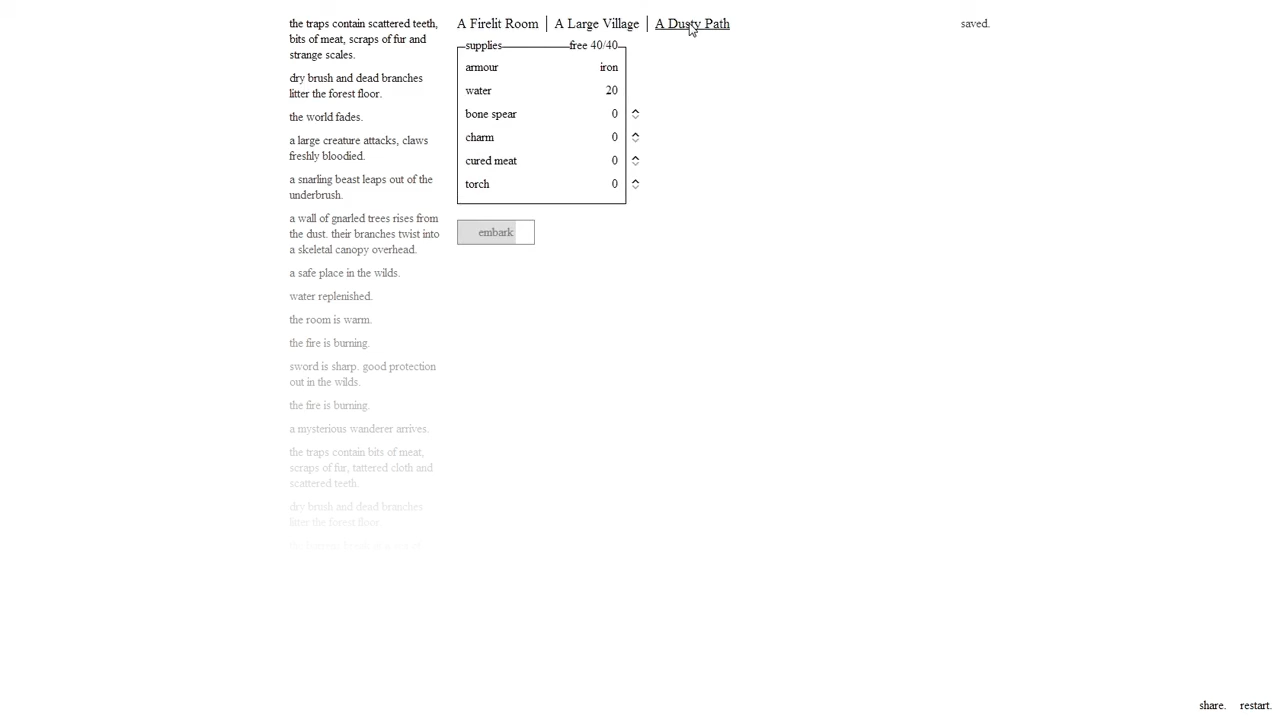 the traps contain scattered teeth,
bits of meat, scraps of fur and
strange scales.
dry brush and dead branches
litter the forest floor.
the world fades.
a large creature attacks, claws
freshly bloodied.
a snarling beast leaps out of the
underbrush.
a wall of gnarled trees rises from
the dust. their branches twist into
a skeletal canopy overhead.
a safe place in the wilds.
water replenished.
the room is warm.
the fire is burning.
sword is sharp. good protection
out in the wilds.
the fire is burning.
a mysterious wanderer arrives.
the traps contain bits of meat,
scraps of fur, tattered cloth and
scattered teeth.
dry brush and dead branches
litter the forest floor.
A Firelit Room | A Large Village | A Dusty Path
supplies free 40/40
armour iron
water 20
bone spear 0
charm 0
cured meat 0
torch 0
embark
saved.
share. restart.